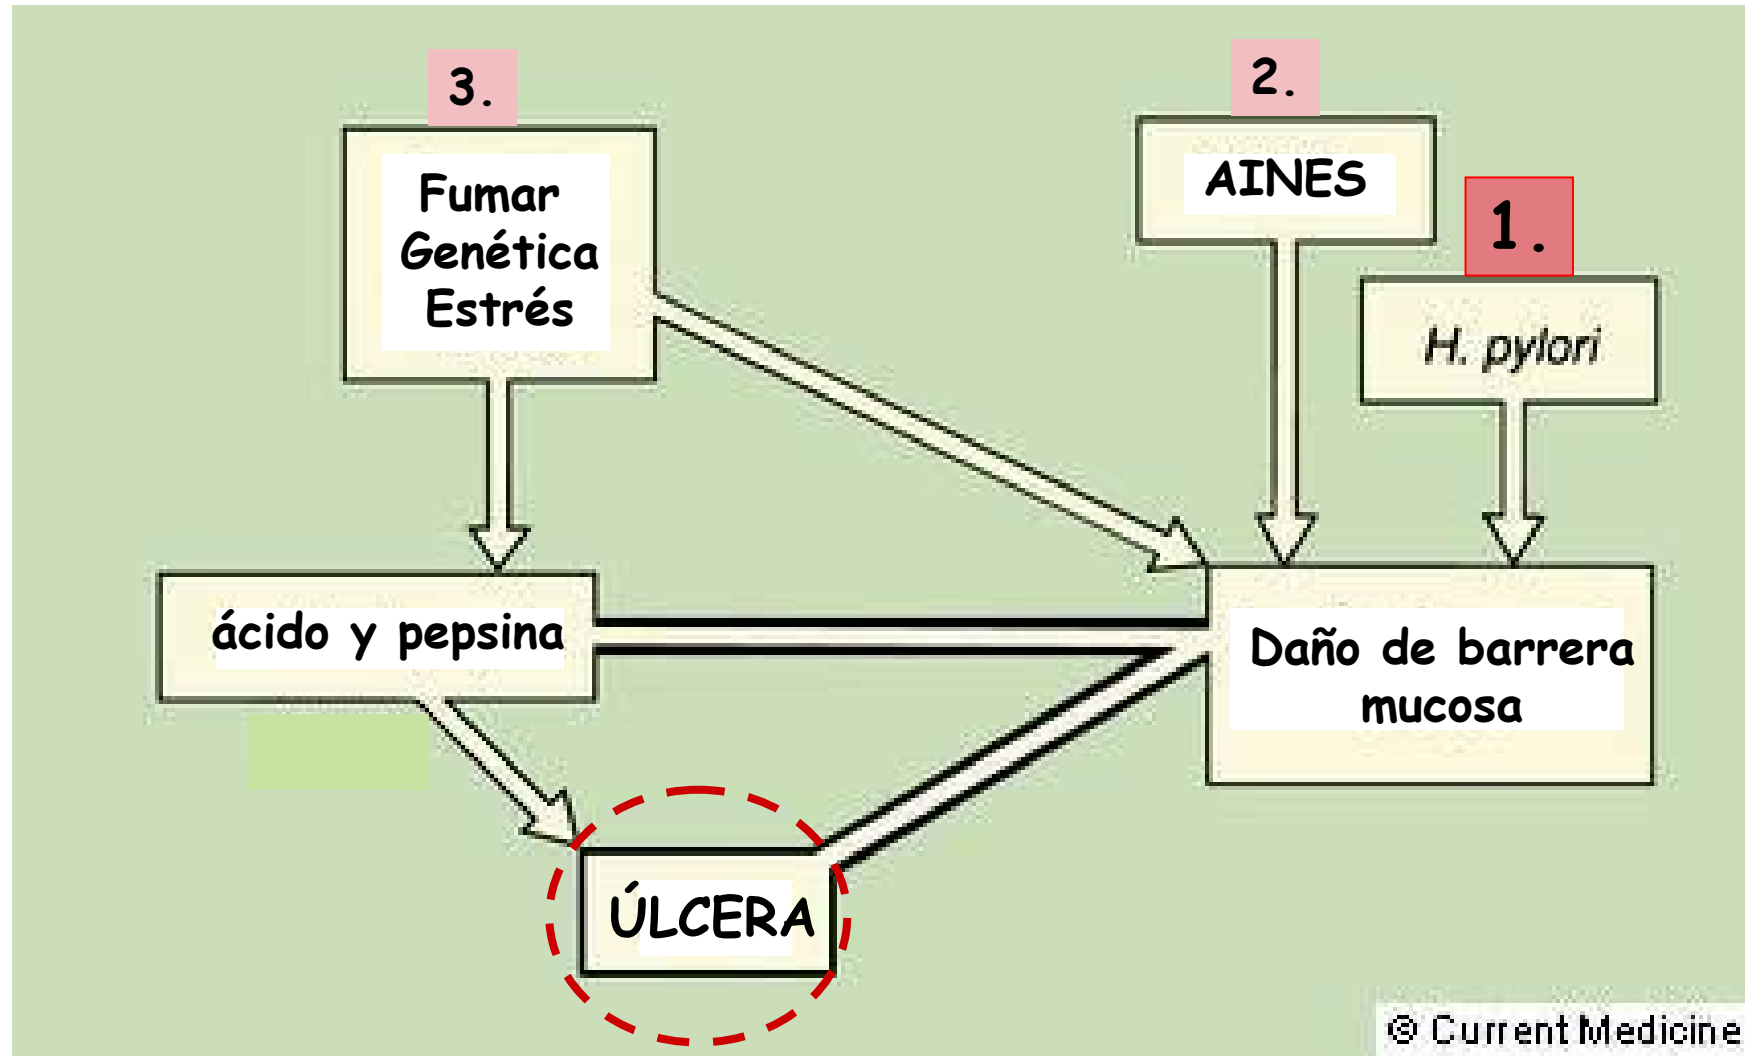 3.
Fumar
Genética
Estrés
2.
AINES
1.
H. pylori
ácido y pepsina
Daño de barrera
mucosa
ÚLCERA
© Current Medicine